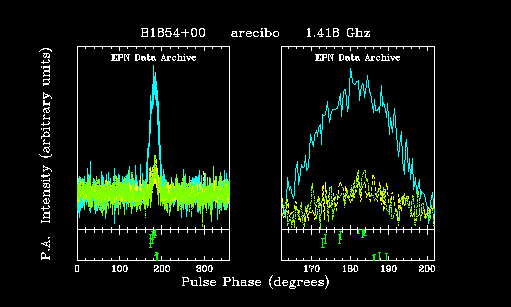 B1854+00 arecibo 1.418 Ghz
EPN Data Archive EPN Data Archive
Intensity (arbitrary units)
P.A.
0 100 200 300 170 180 190 200
Pulse Phase (degrees)